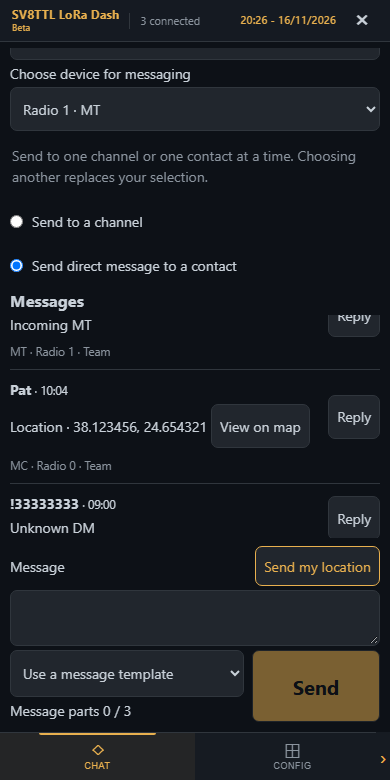 SV8TTL LoRa Dash
Beta
3 connected
20:26 - 16/11/2026
Choose device for messaging
Radio 1 · MT
Send to one channel or one contact at a time. Choosing
another replaces your selection.
Send to a channel
Send direct message to a contact
Messages
Incoming MT
Reply
MT · Radio 1 · Team
Pat · 10:04
Location · 38.123456, 24.654321
View on map
Reply
MC · Radio 0 · Team
!33333333 · 09:00
Unknown DM
Reply
Message
Send my location
Use a message template
Send
Message parts 0 / 3
CHAT
CONFIG